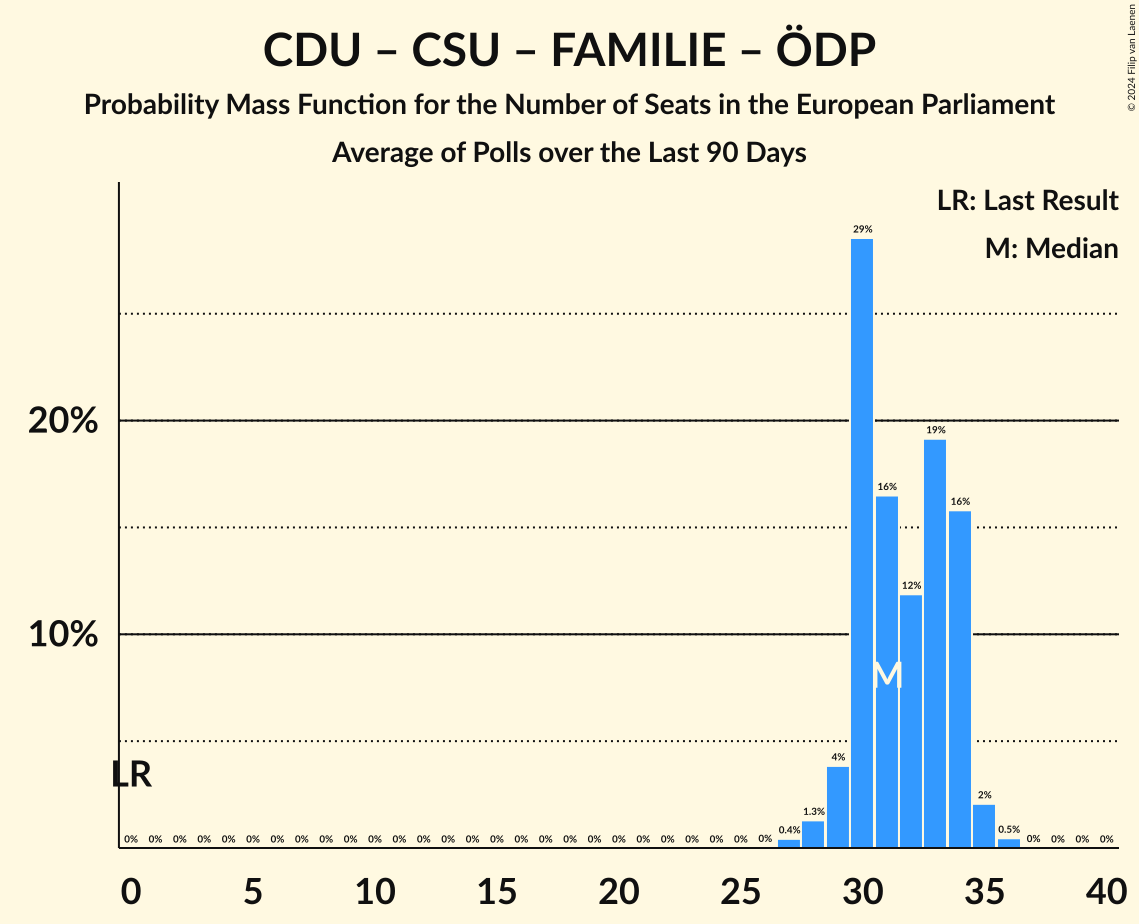 CDU – CSU – FAMILIE – ÖDP
Probability Mass Function for the Number of Seats in the European Parliament
Average of Polls over the Last 90 Days
© 2024 Filip van Laenen
LR: Last Result
M: Median
20%
10%
LR
M
0% 0% 0% 0% 0% 0% 0% 0% 0% 0% 0% 0% 0% 0% 0% 0% 0% 0% 0% 0% 0% 0% 0% 0% 0% 0% 0% 0.4% 1.3% 4% 29% 16% 12% 19% 16% 2% 0.5% 0% 0% 0% 0%
0 5 10 15 20 25 30 35 40